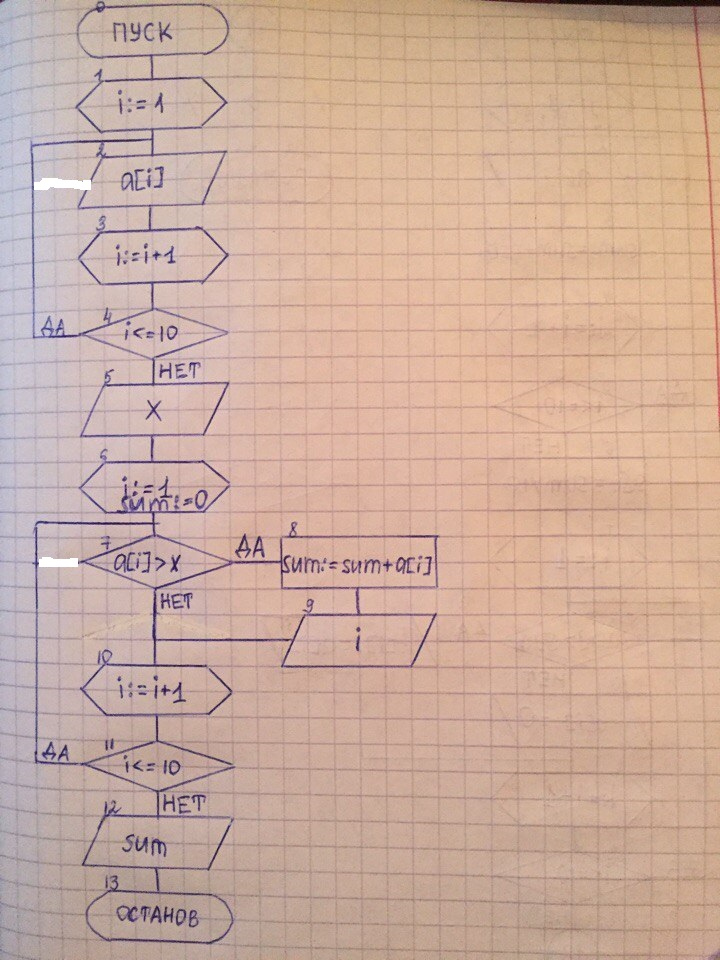 0
ПУСК
1
i:=1
2
a[i]
3
i:=i+1
4
ДА
i<=10
НЕТ
5
X
6
i:=1
sum:=0
7
a[i]>x
ДА
8
sum:=sum+a[i]
НЕТ
9
i
10
i:=i+1
11
ДА
i<=10
НЕТ
12
sum
13
ОСТАНОВ